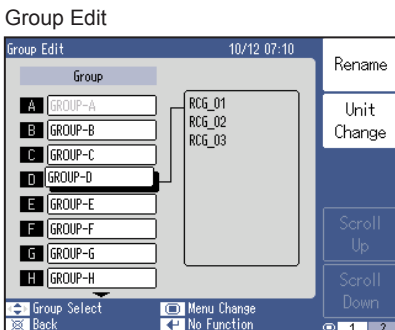 Group Edit
Group Edit 10/12 07:10
Group
A GROUP-A
B GROUP-B
C GROUP-C
D GROUP-D
E GROUP-E
F GROUP-F
G GROUP-G
H GROUP-H
RCG_01
RCG_02
RCG_03
Rename
Unit
Change
Scroll
Up
Scroll
Down
Group Select Menu Change
Back No Function
1 2